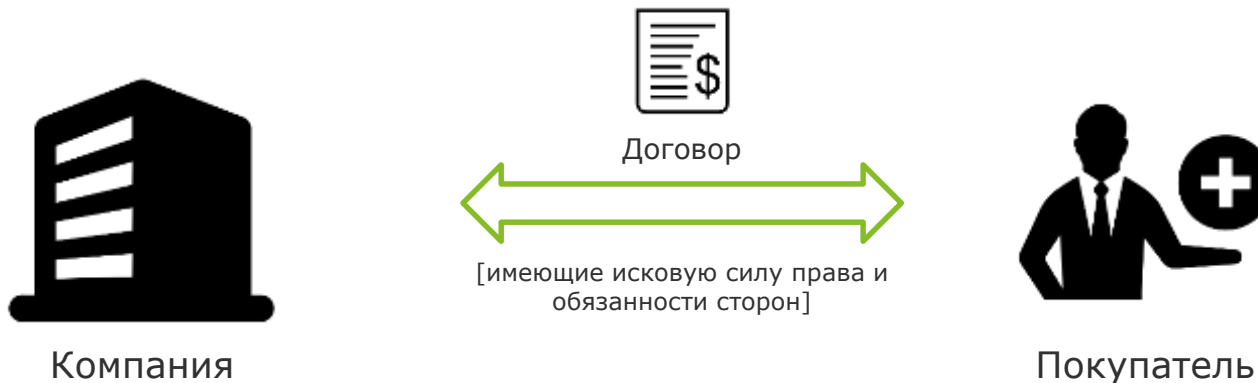 $
Договор
[имеющие исковую силу права и
обязанности сторон]
Компания
Покупатель